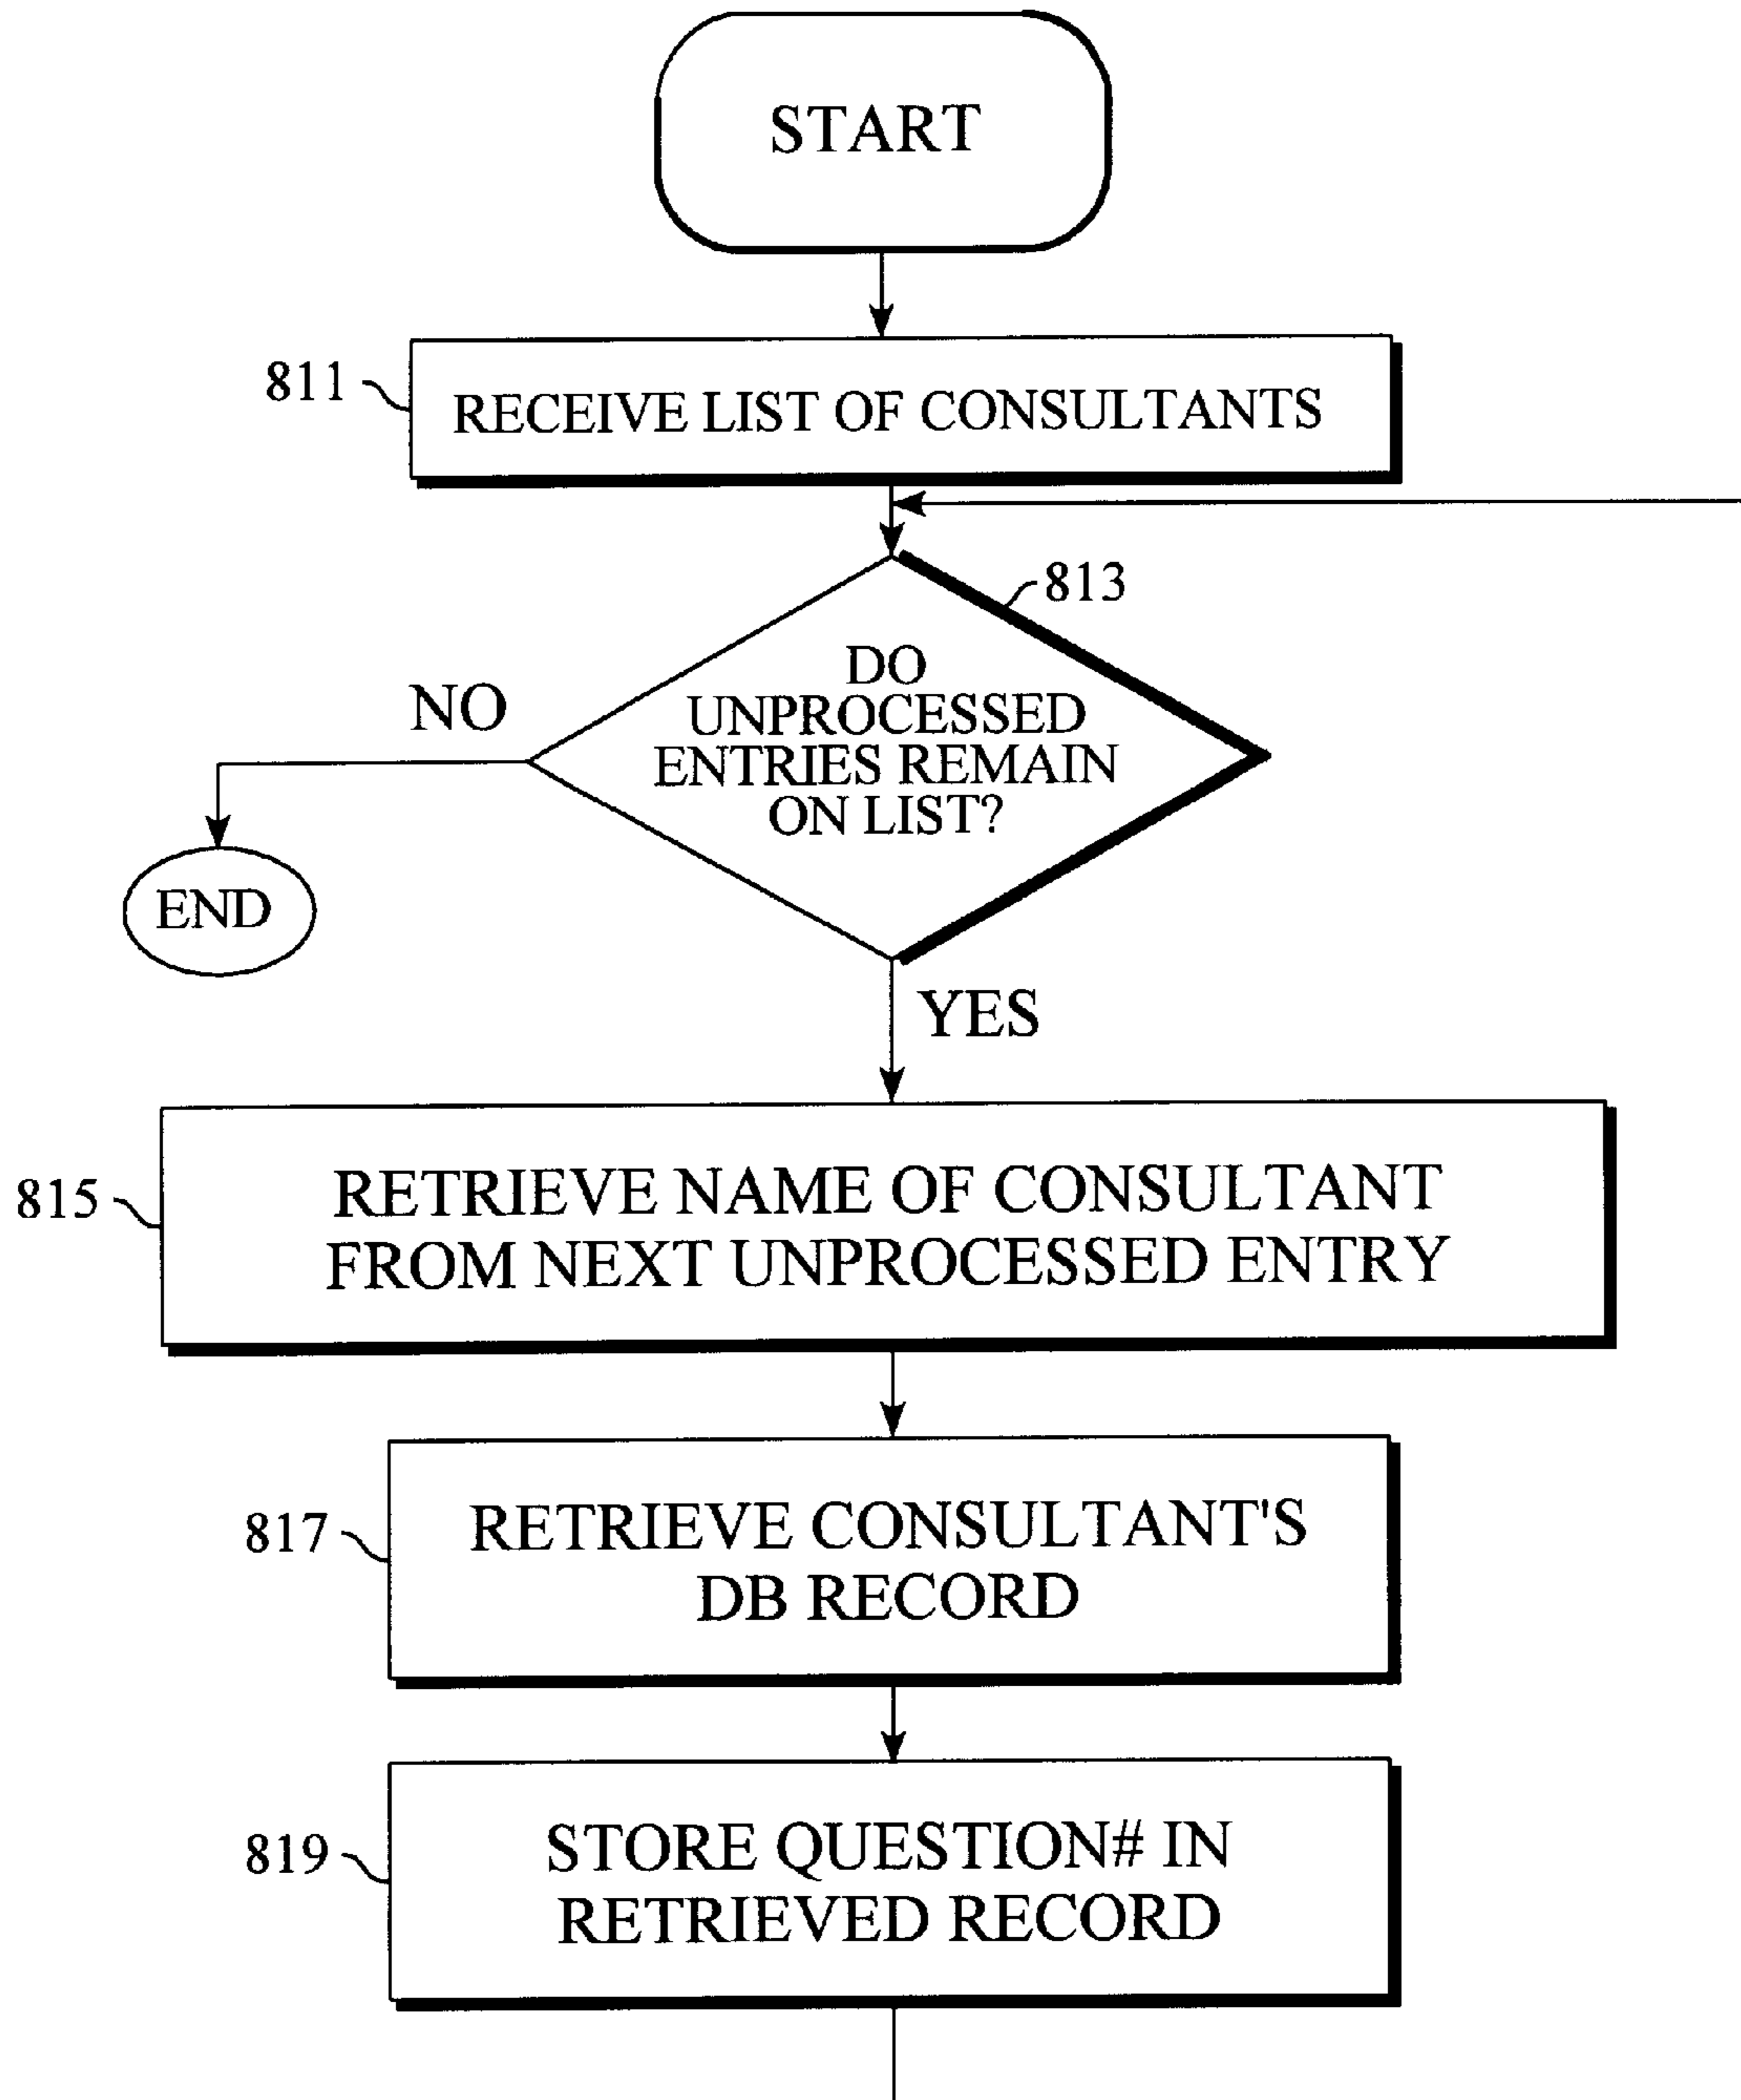 START
811
RECEIVE LIST OF CONSULTANTS
813
DO
UNPROCESSED
ENTRIES REMAIN
ON LIST?
NO
END
YES
815
RETRIEVE NAME OF CONSULTANT
FROM NEXT UNPROCESSED ENTRY
817
RETRIEVE CONSULTANT'S
DB RECORD
819
STORE QUESTION# IN
RETRIEVED RECORD